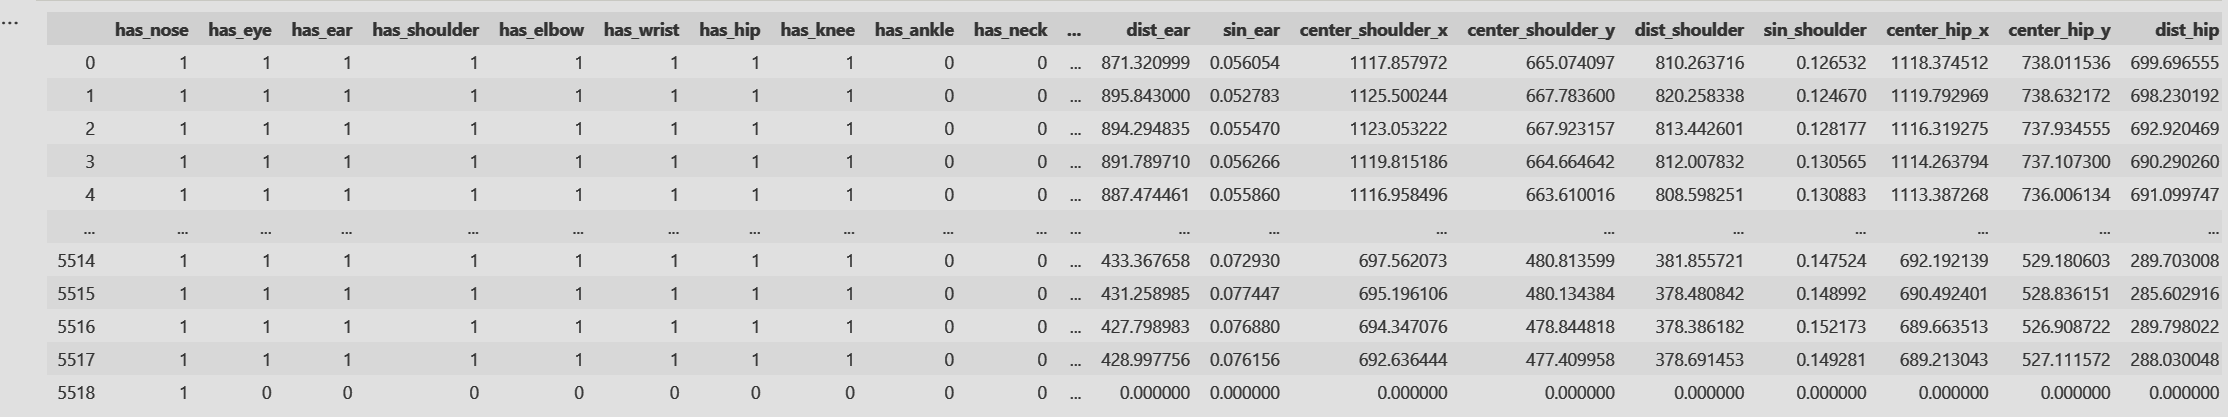 ...
has_nose has_eye has_ear has_shoulder has_elbow has_wrist has_hip has_knee has_ankle has_neck ... dist_ear sin_ear center_shoulder_x center_shoulder_y dist_shoulder sin_shoulder center_hip_x center_hip_y dist_hip
0 1 1 1 1 1 1 1 1 0 0 ... 871.320999 0.056054 1117.857972 665.074097 810.263716 0.126532 1118.374512 738.011536 699.696555
1 1 1 1 1 1 1 1 1 0 0 ... 895.843000 0.052783 1125.500244 667.783600 820.258338 0.124670 1119.792969 738.632172 698.230192
2 1 1 1 1 1 1 1 1 0 0 ... 894.294835 0.055470 1123.053222 667.923157 813.442601 0.128177 1116.319275 737.934555 692.920469
3 1 1 1 1 1 1 1 1 0 0 ... 891.789710 0.056266 1119.815186 664.664642 812.007832 0.130565 1114.263794 737.107300 690.290260
4 1 1 1 1 1 1 1 1 0 0 ... 887.474461 0.055860 1116.958496 663.610016 808.598251 0.130883 1113.387268 736.006134 691.099747
... ... ... ... ... ... ... ... ... ... ... ... ... ... ... ... ... ... ... ... ...
5514 1 1 1 1 1 1 1 1 0 0 ... 433.367658 0.072930 697.562073 480.813599 381.855721 0.147524 692.192139 529.180603 289.703008
5515 1 1 1 1 1 1 1 1 0 0 ... 431.258985 0.077447 695.196106 480.134384 378.480842 0.148992 690.492401 528.836151 285.602916
5516 1 1 1 1 1 1 1 1 0 0 ... 427.798983 0.076880 694.347076 478.844818 378.386182 0.152173 689.663513 526.908722 289.798022
5517 1 1 1 1 1 1 1 1 0 0 ... 428.997756 0.076156 692.636444 477.409958 378.691453 0.149281 689.213043 527.111572 288.030048
5518 1 0 0 0 0 0 0 0 0 0 ... 0.000000 0.000000 0.000000 0.000000 0.000000 0.000000 0.000000 0.000000 0.000000